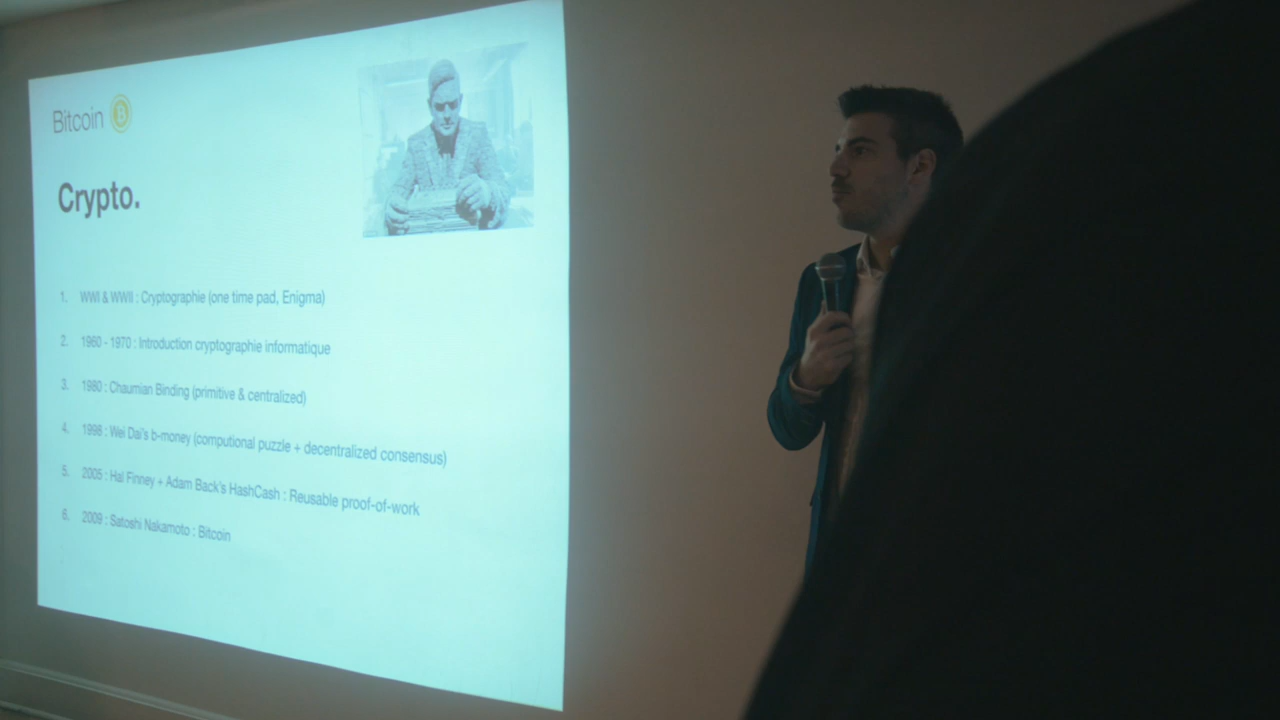 Bitcoin
Crypto.
1. WWI & WWII : Cryptographie (one time pad, Enigma)
2. 1960 - 1970 : Introduction cryptographie informatique
3. 1980 : Chaumian Binding (primitive & centralized)
4. 1998 : Wei Dai's b-money (computional puzzle + decentralized consensus)
5. 2005 : Hal Finney + Adam Back's HashCash : Reusable proof-of-work
6. 2009 : Satoshi Nakamoto : Bitcoin